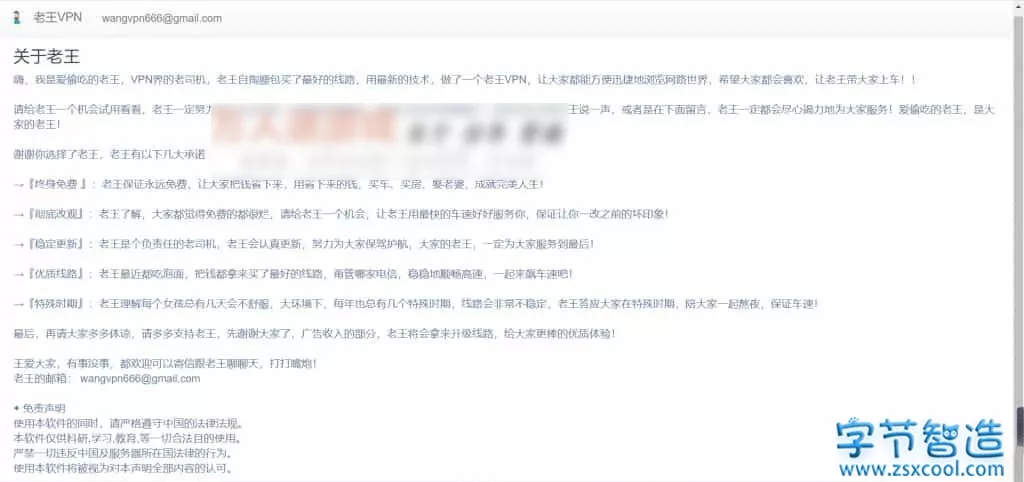 老王VPN wangvpn666@gmail.com
关于老王
嗨，我是爱偷吃的老王，VPN界的老司机，老王自掏腰包买了最好的线路，用最新的技术，做了一个老王VPN，让大家都能方便迅捷地浏览网路世界，希望大家都会喜欢，让老王带大家上车！！
请给老王一个机会试用看看，老王一定努力 王说一声，或者是在下面留言，老王一定都会尽心竭力地为大家服务！爱偷吃的老王，是大
家的老王！
谢谢你选择了老王，老王有以下几大承诺
→『终身免费 』：老王保证永远免费，让大家把钱省下来，用省下来的钱，买车、买房、娶老婆，成就完美人生！
→『彻底改观』：老王了解，大家都觉得免费的都很烂，请给老王一个机会，让老王用最快的车速好好服务你，保证让你一改之前的坏印象！
→『稳定更新』：老王是个负责任的老司机，老王会认真更新，努力为大家保驾护航，大家的老王，一定为大家服务到最后！
→『优质线路』：老王最近都吃泡面，把钱都拿来买了最好的线路，甭管哪家电信，稳稳地顺畅高速，一起来飙车速吧！
→『特殊时期』：老王理解每个女孩总有几天会不舒服，大环境下，每年也总有几个特殊时期，线路会非常不稳定，老王答应大家在特殊时期，陪大家一起熬夜，保证车速！
最后，再请大家多多体谅，请多多支持老王，先谢谢大家了，广告收入的部分，老王将会拿来升级线路，给大家更棒的优质体验！
王爱大家，有事没事，都欢迎可以寄信跟老王聊聊天，打打嘴炮！
老王的邮箱： wangvpn666@gmail.com
• 免责声明
使用本软件的同时，请严格遵守中国的法律法规。
本软件仅供科研,学习,教育,等一切合法目的使用。
严禁一切违反中国及服务器所在国法律的行为。
使用本软件将被视为对本声明全部内容的认可。
字节智造
www.zsxcool.com